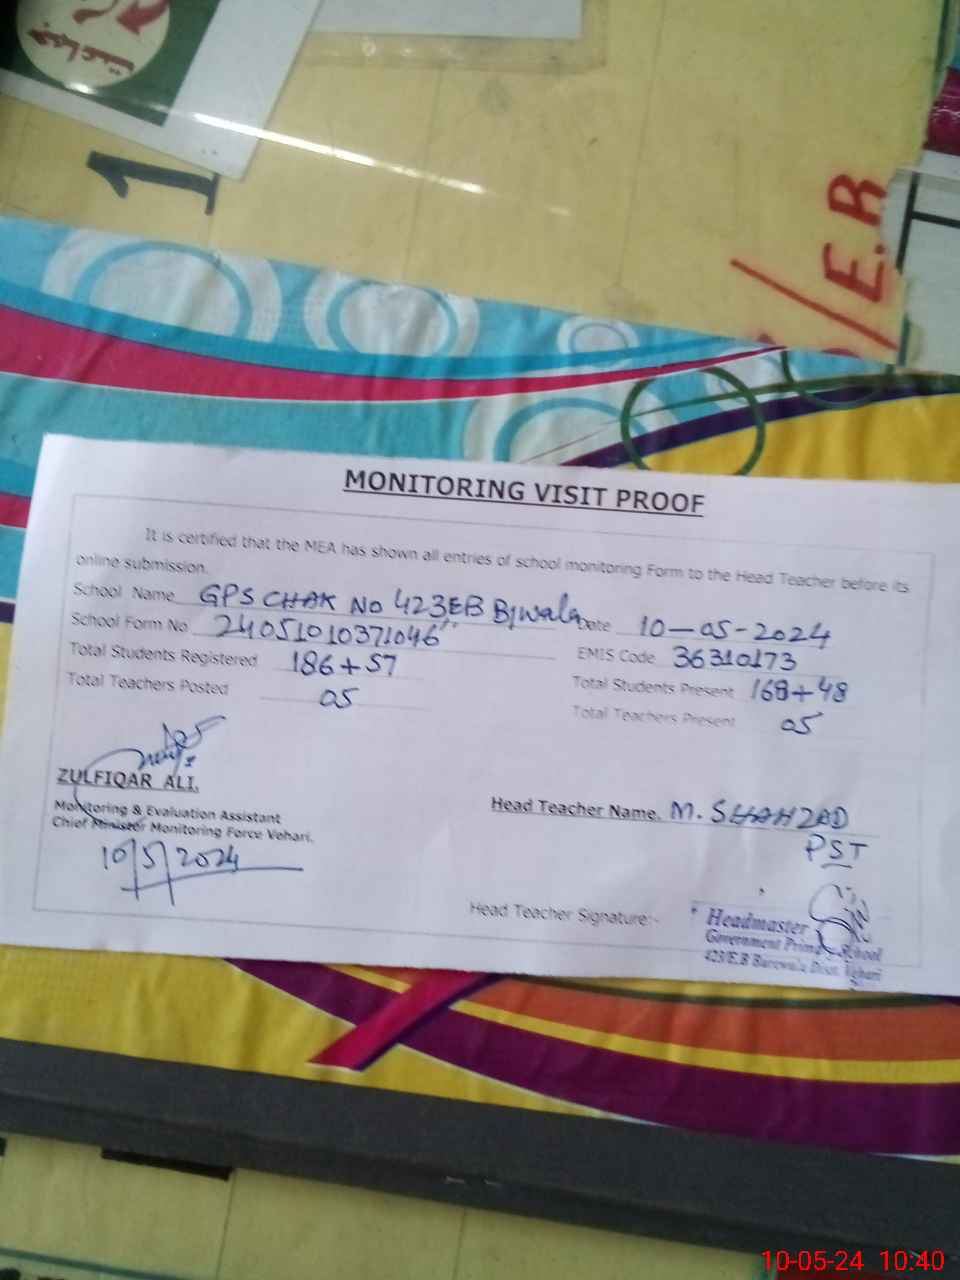 1
/E.B
MONITORING VISIT PROOF
It is certified that the MEA has shown all entries of school monitoring Form to the Head Teacher before its
online submission.
School Name GPS CHAK No 423/EB Date 10-05-2024
School Form No 24051010371046 EMIS Code 36310173
Total Students Registered 186+57 Total Students Present 168+48
Total Teachers Posted 05 Total Teachers Present 05
ZULFIQAR ALI.
Monitoring & Evaluation Assistant
Chief Minister Monitoring Force Vehari.
10/5/2024
Head Teacher Name. M. SHAHZAD
PST
Head Teacher Signature:-
Headmaster
Government Primary School
423/E.B Distt. Vehari
10-05-24 10:40